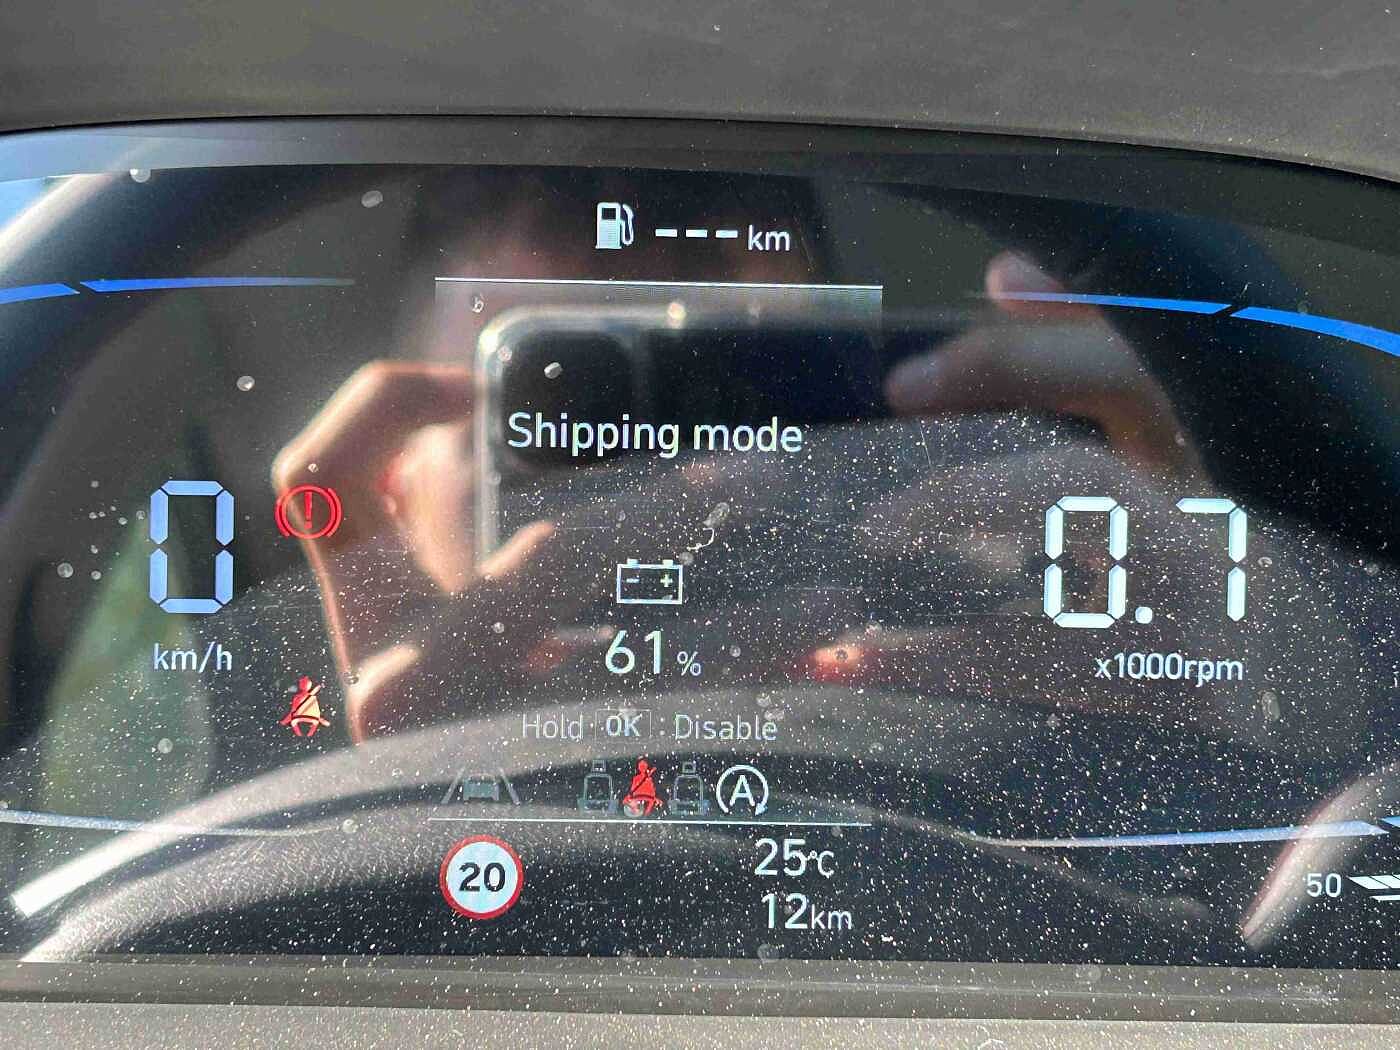 --- km
Shipping mode
0
km/h
0.7
x1000rpm
61%
Hold OK : Disable
A
20
25°C
12km
50